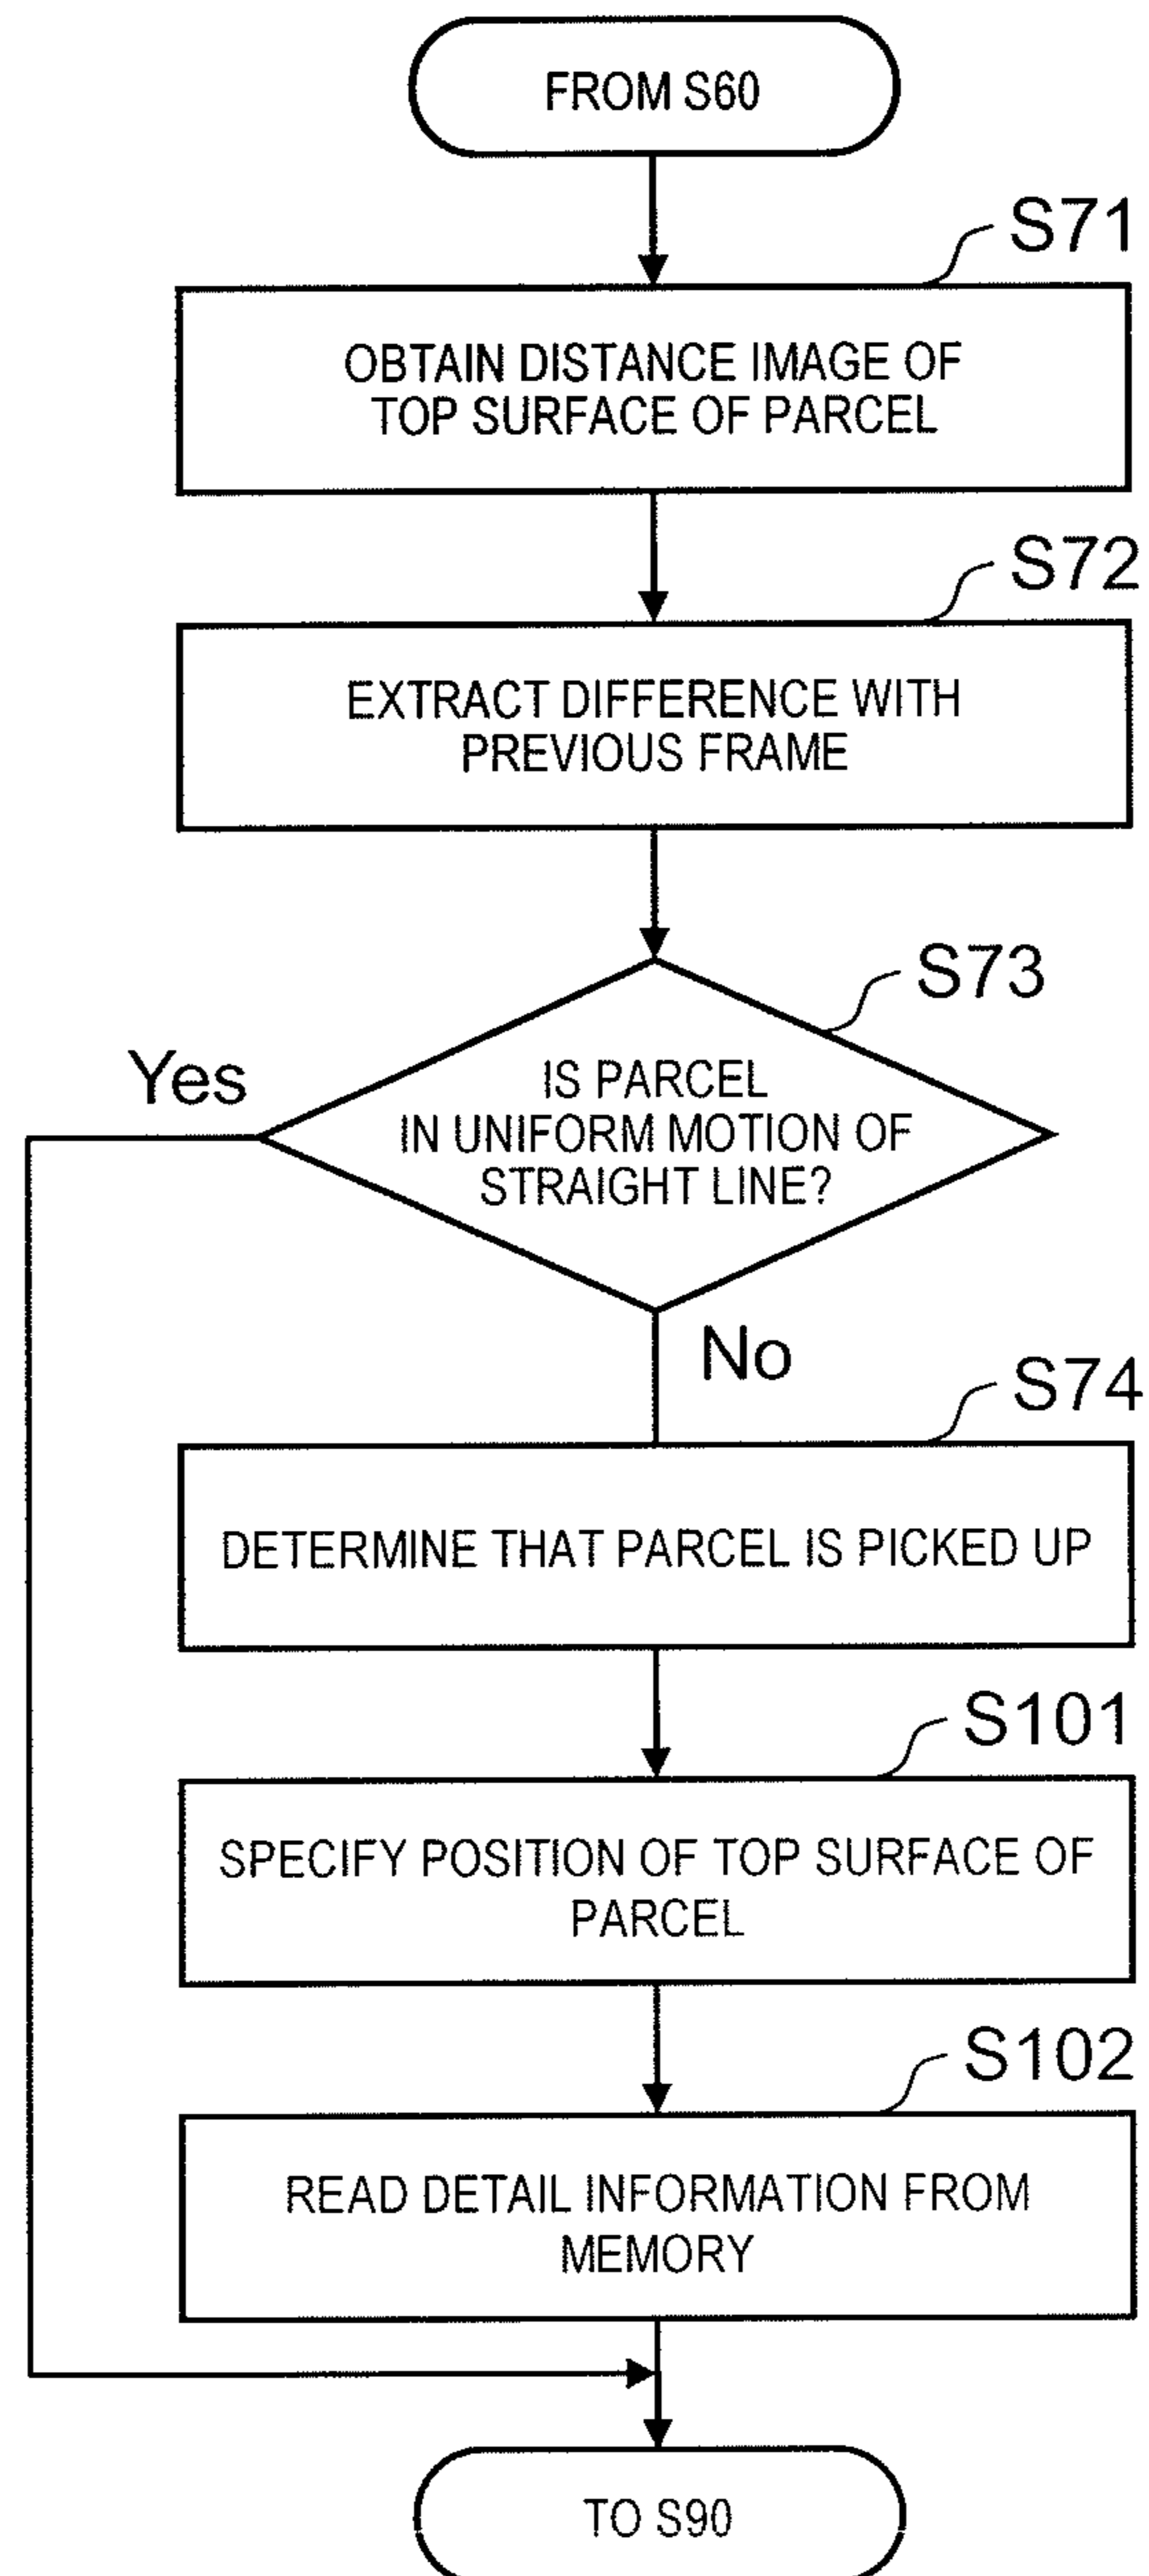 FROM S60
S71
OBTAIN DISTANCE IMAGE OF
TOP SURFACE OF PARCEL
S72
EXTRACT DIFFERENCE WITH
PREVIOUS FRAME
S73
Yes
IS PARCEL
IN UNIFORM MOTION OF
STRAIGHT LINE?
No
S74
DETERMINE THAT PARCEL IS PICKED UP
S101
SPECIFY POSITION OF TOP SURFACE OF
PARCEL
S102
READ DETAIL INFORMATION FROM
MEMORY
TO S90